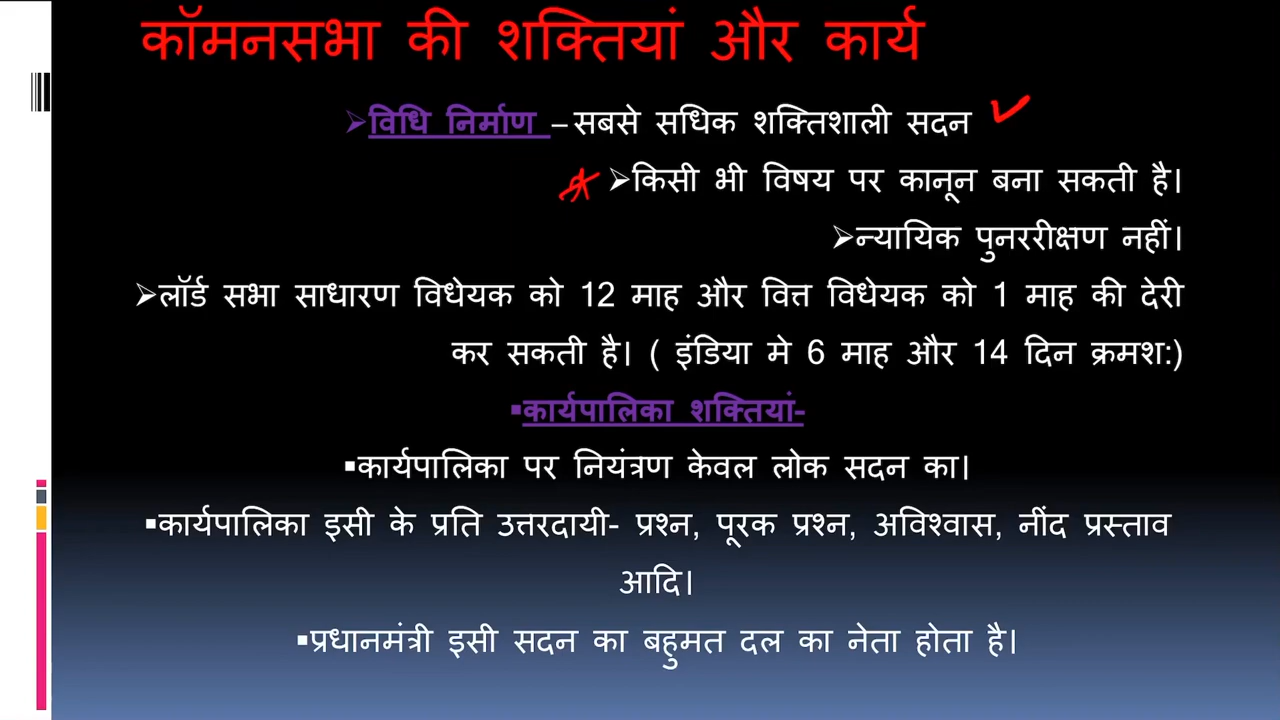 कॉमनसभा की शक्तियां और कार्य
➢विधि निर्माण –सबसे सधिक शक्तिशाली सदन
➢किसी भी विषय पर कानून बना सकती है।
➢न्यायिक पुनररीक्षण नहीं।
➢लॉर्ड सभा साधारण विधेयक को 12 माह और वित्त विधेयक को 1 माह की देरी
कर सकती है। ( इंडिया मे 6 माह और 14 दिन क्रमश:)
▪कार्यपालिका शक्तियां-
▪कार्यपालिका पर नियंत्रण केवल लोक सदन का।
▪कार्यपालिका इसी के प्रति उत्तरदायी- प्रश्न, पूरक प्रश्न, अविश्वास, नींद प्रस्ताव
आदि।
▪प्रधानमंत्री इसी सदन का बहुमत दल का नेता होता है।